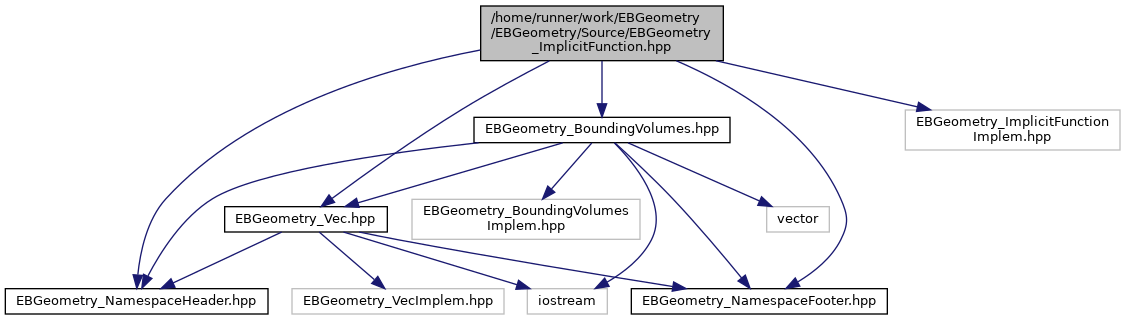 /home/runner/work/EBGeometry
/EBGeometry/Source/EBGeometry
_ImplicitFunction.hpp
EBGeometry_ImplicitFunction
Implem.hpp
EBGeometry_BoundingVolumes.hpp
EBGeometry_Vec.hpp
EBGeometry_BoundingVolumes
Implem.hpp
vector
EBGeometry_NamespaceHeader.hpp
EBGeometry_VecImplem.hpp
iostream
EBGeometry_NamespaceFooter.hpp